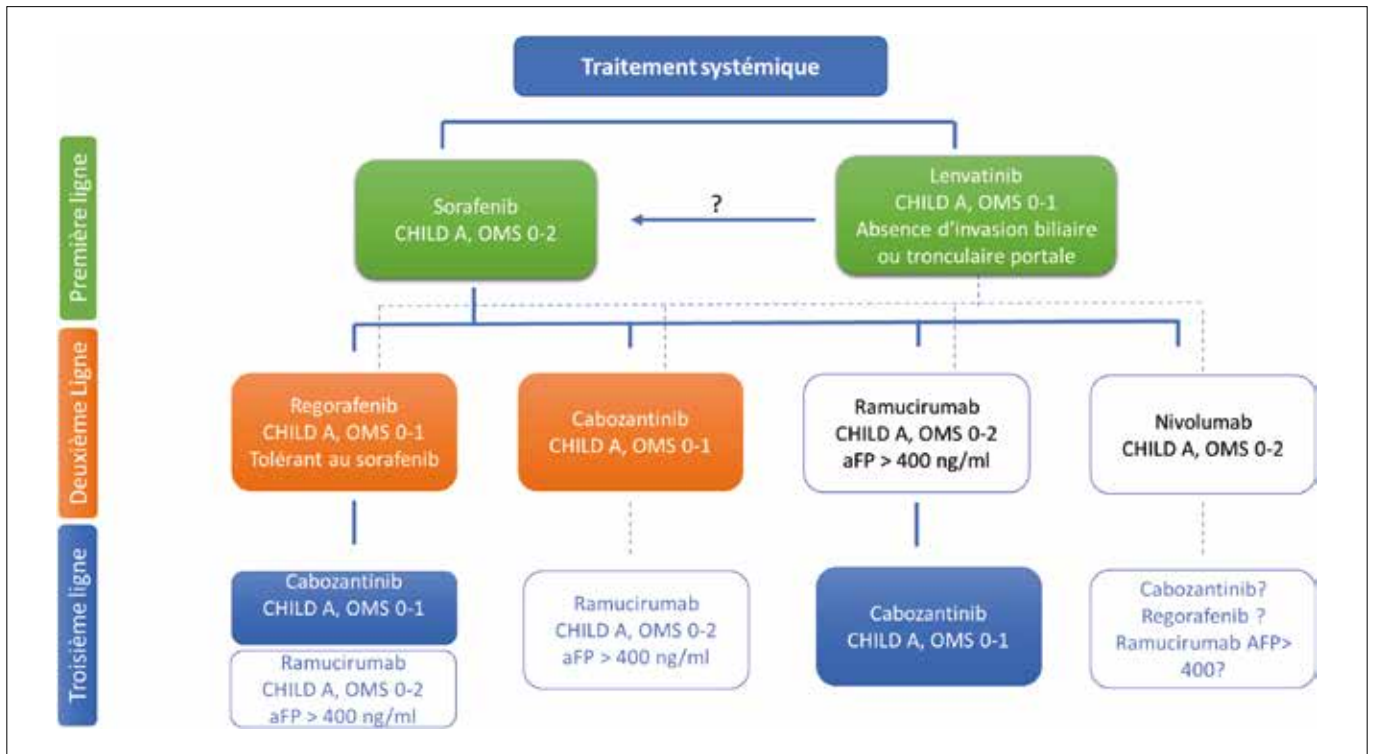 Traitement systémique
Première ligne
Sorafenib
CHILD A, OMS 0-2
?
Lenvatinib
CHILD A, OMS 0-1
Absence d'invasion biliaire
ou tronculaire portale
Deuxième Ligne
Regorafenib
CHILD A, OMS 0-1
Tolérant au sorafenib
Cabozantinib
CHILD A, OMS 0-1
Ramucirumab
CHILD A, OMS 0-2
aFP > 400 ng/ml
Nivolumab
CHILD A, OMS 0-2
Troisième ligne
Cabozantinib
CHILD A, OMS 0-1
Ramucirumab
CHILD A, OMS 0-2
aFP > 400 ng/ml
Ramucirumab
CHILD A, OMS 0-2
aFP > 400 ng/ml
Cabozantinib
CHILD A, OMS 0-1
Cabozantinib?
Regorafenib ?
Ramucirumab AFP>
400?